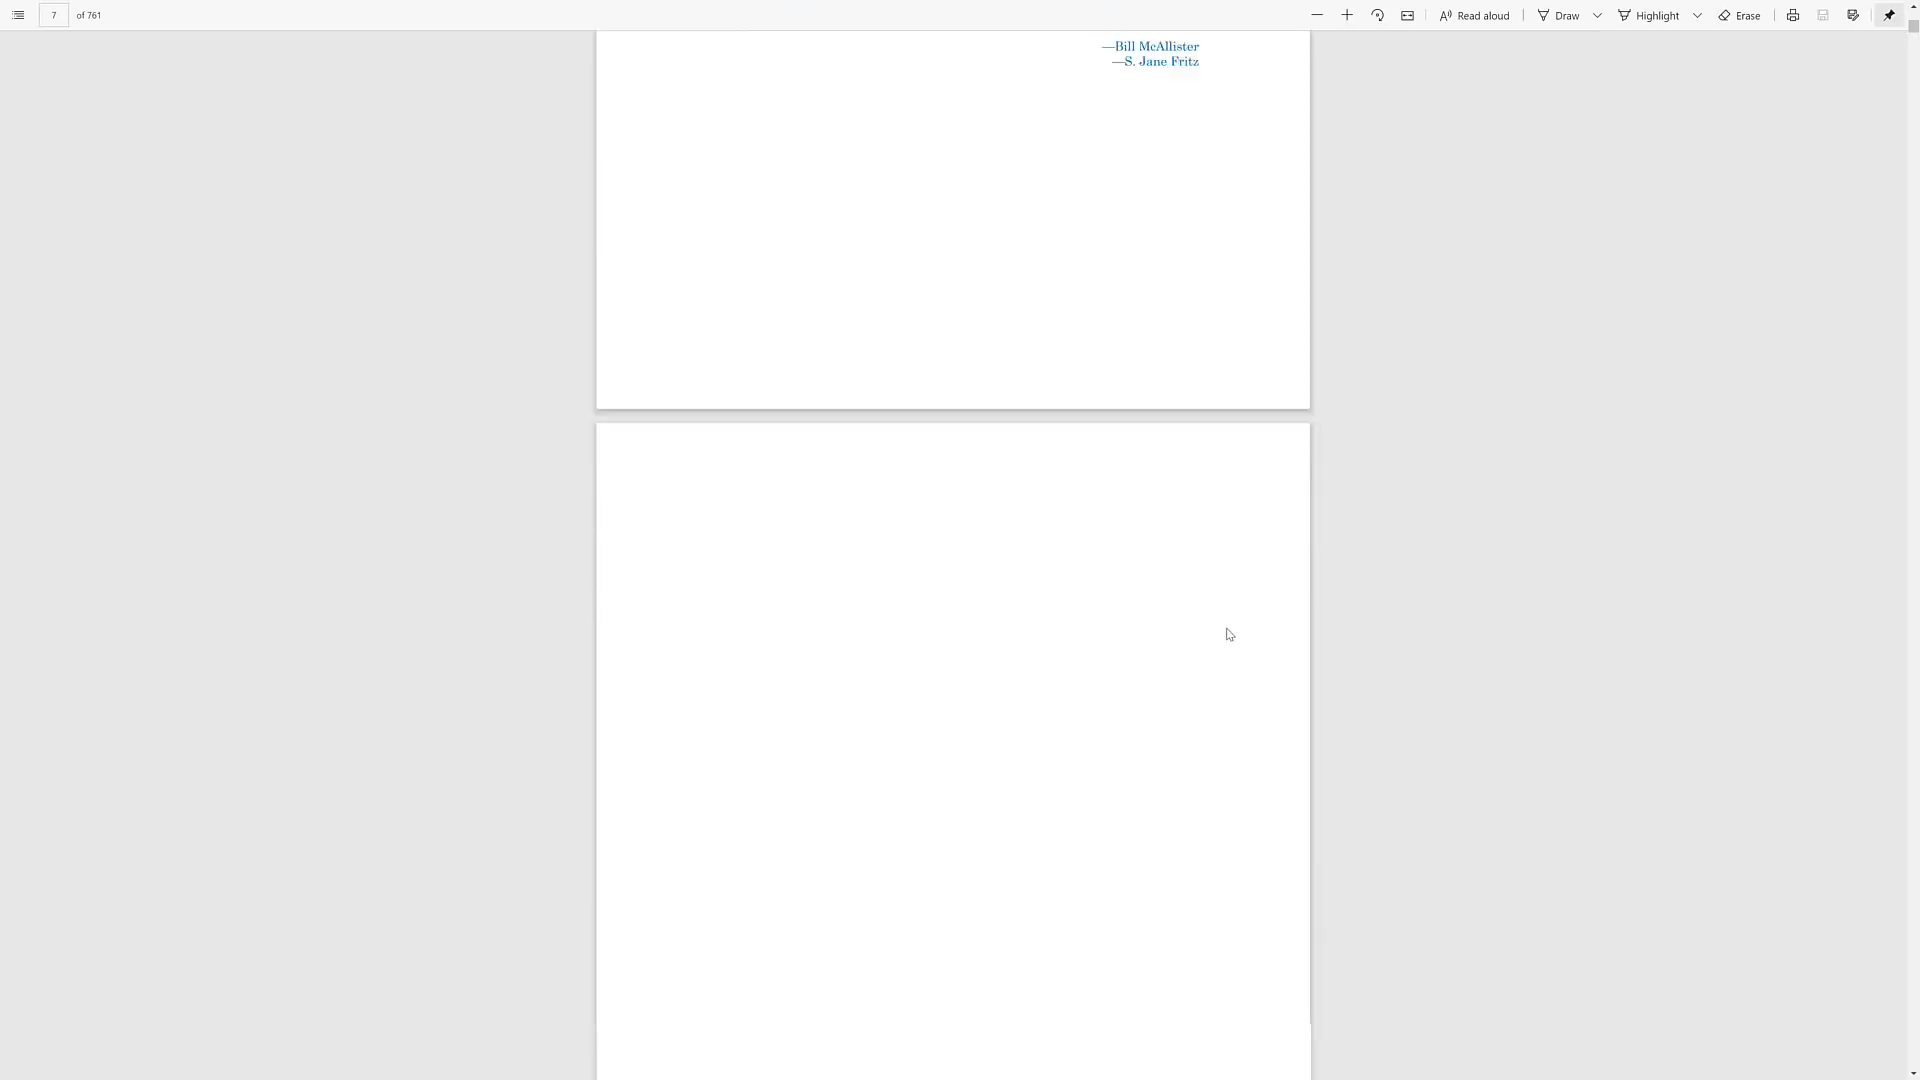 7 of 761 Read aloud Draw Highlight Erase
—Bill McAllister
—S. Jane Fritz